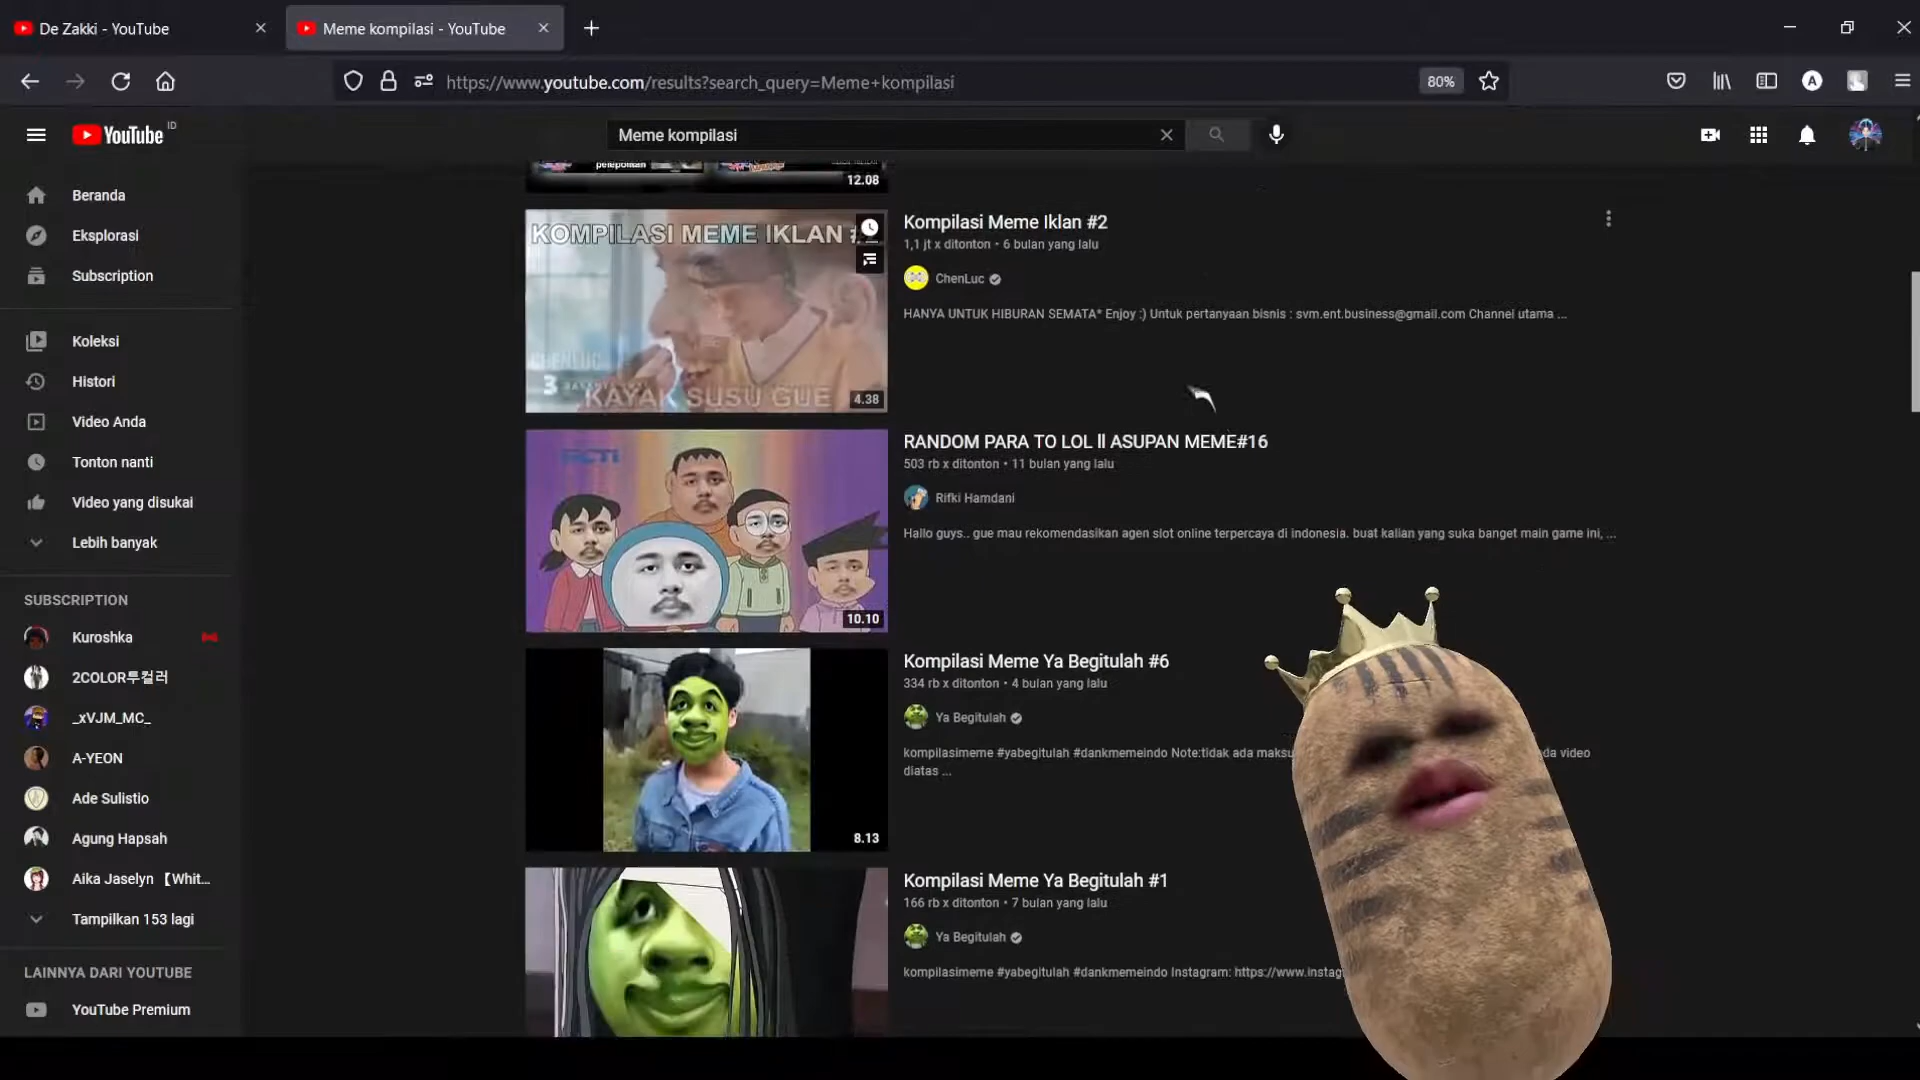 De Zakki - YouTube
Meme kompilasi - YouTube
https://www.youtube.com/results?search_query=Meme+kompilasi
80%
A
YouTube ID
Meme kompilasi
Beranda
Eksplorasi
Subscription
Koleksi
Histori
Video Anda
Tonton nanti
Video yang disukai
Lebih banyak
SUBSCRIPTION
Kuroshka
2COLOR투컬러
_xVJM_MC_
A-YEON
Ade Sulistio
Agung Hapsah
Aika Jaselyn 【Whit...
Tampilkan 153 lagi
LAINNYA DARI YOUTUBE
YouTube Premium
12.08
KOMPILASI MEME IKLAN
CHENLUC
3
KAYAK SUSU GUE
4.38
Kompilasi Meme Iklan #2
1,1 jt x ditonton • 6 bulan yang lalu
ChenLuc
HANYA UNTUK HIBURAN SEMATA* Enjoy :) Untuk pertanyaan bisnis : svm.ent.business@gmail.com Channel utama ...
RCTI
10.10
RANDOM PARA TO LOL ll ASUPAN MEME#16
503 rb x ditonton • 11 bulan yang lalu
Rifki Hamdani
Hallo guys.. gue mau rekomendasikan agen slot online terpercaya di indonesia. buat kalian yang suka banget main game ini, ...
8.13
Kompilasi Meme Ya Begitulah #6
334 rb x ditonton • 4 bulan yang lalu
Ya Begitulah
kompilasimeme #yabegitulah #dankmemeindo Note:tidak ada maksu
video
diatas ...
Kompilasi Meme Ya Begitulah #1
166 rb x ditonton • 7 bulan yang lalu
Ya Begitulah
kompilasimeme #yabegitulah #dankmemeindo Instagram: https://www.instag